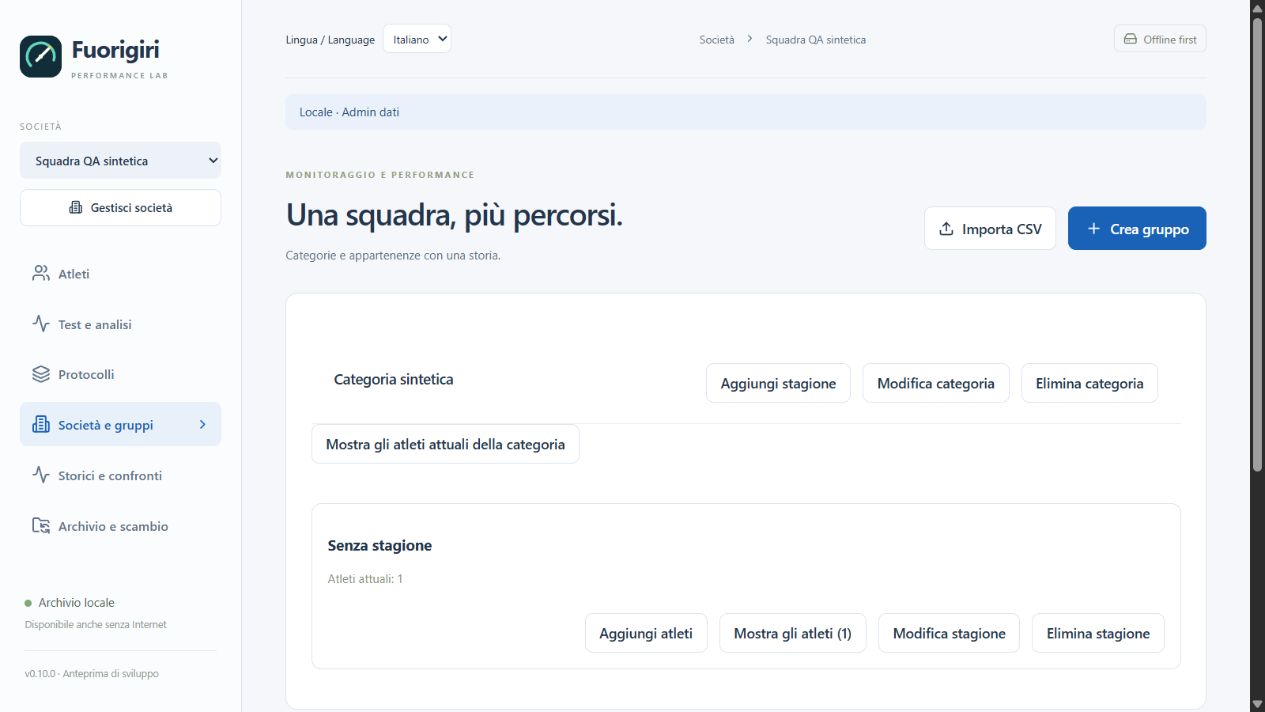 Fuorigiri
PERFORMANCE LAB
SOCIETÀ
Squadra QA sintetica
Gestisci società
Atleti
Test e analisi
Protocolli
Società e gruppi
Storici e confronti
Archivio e scambio
Archivio locale
Disponibile anche senza Internet
v0.10.0 · Anteprima di sviluppo
Lingua / Language Italiano
Società > Squadra QA sintetica
Offline first
Locale · Admin dati
MONITORAGGIO E PERFORMANCE
Una squadra, più percorsi.
Categorie e appartenenze con una storia.
Importa CSV
+ Crea gruppo
Categoria sintetica
Aggiungi stagione
Modifica categoria
Elimina categoria
Mostra gli atleti attuali della categoria
Senza stagione
Atleti attuali: 1
Aggiungi atleti
Mostra gli atleti (1)
Modifica stagione
Elimina stagione